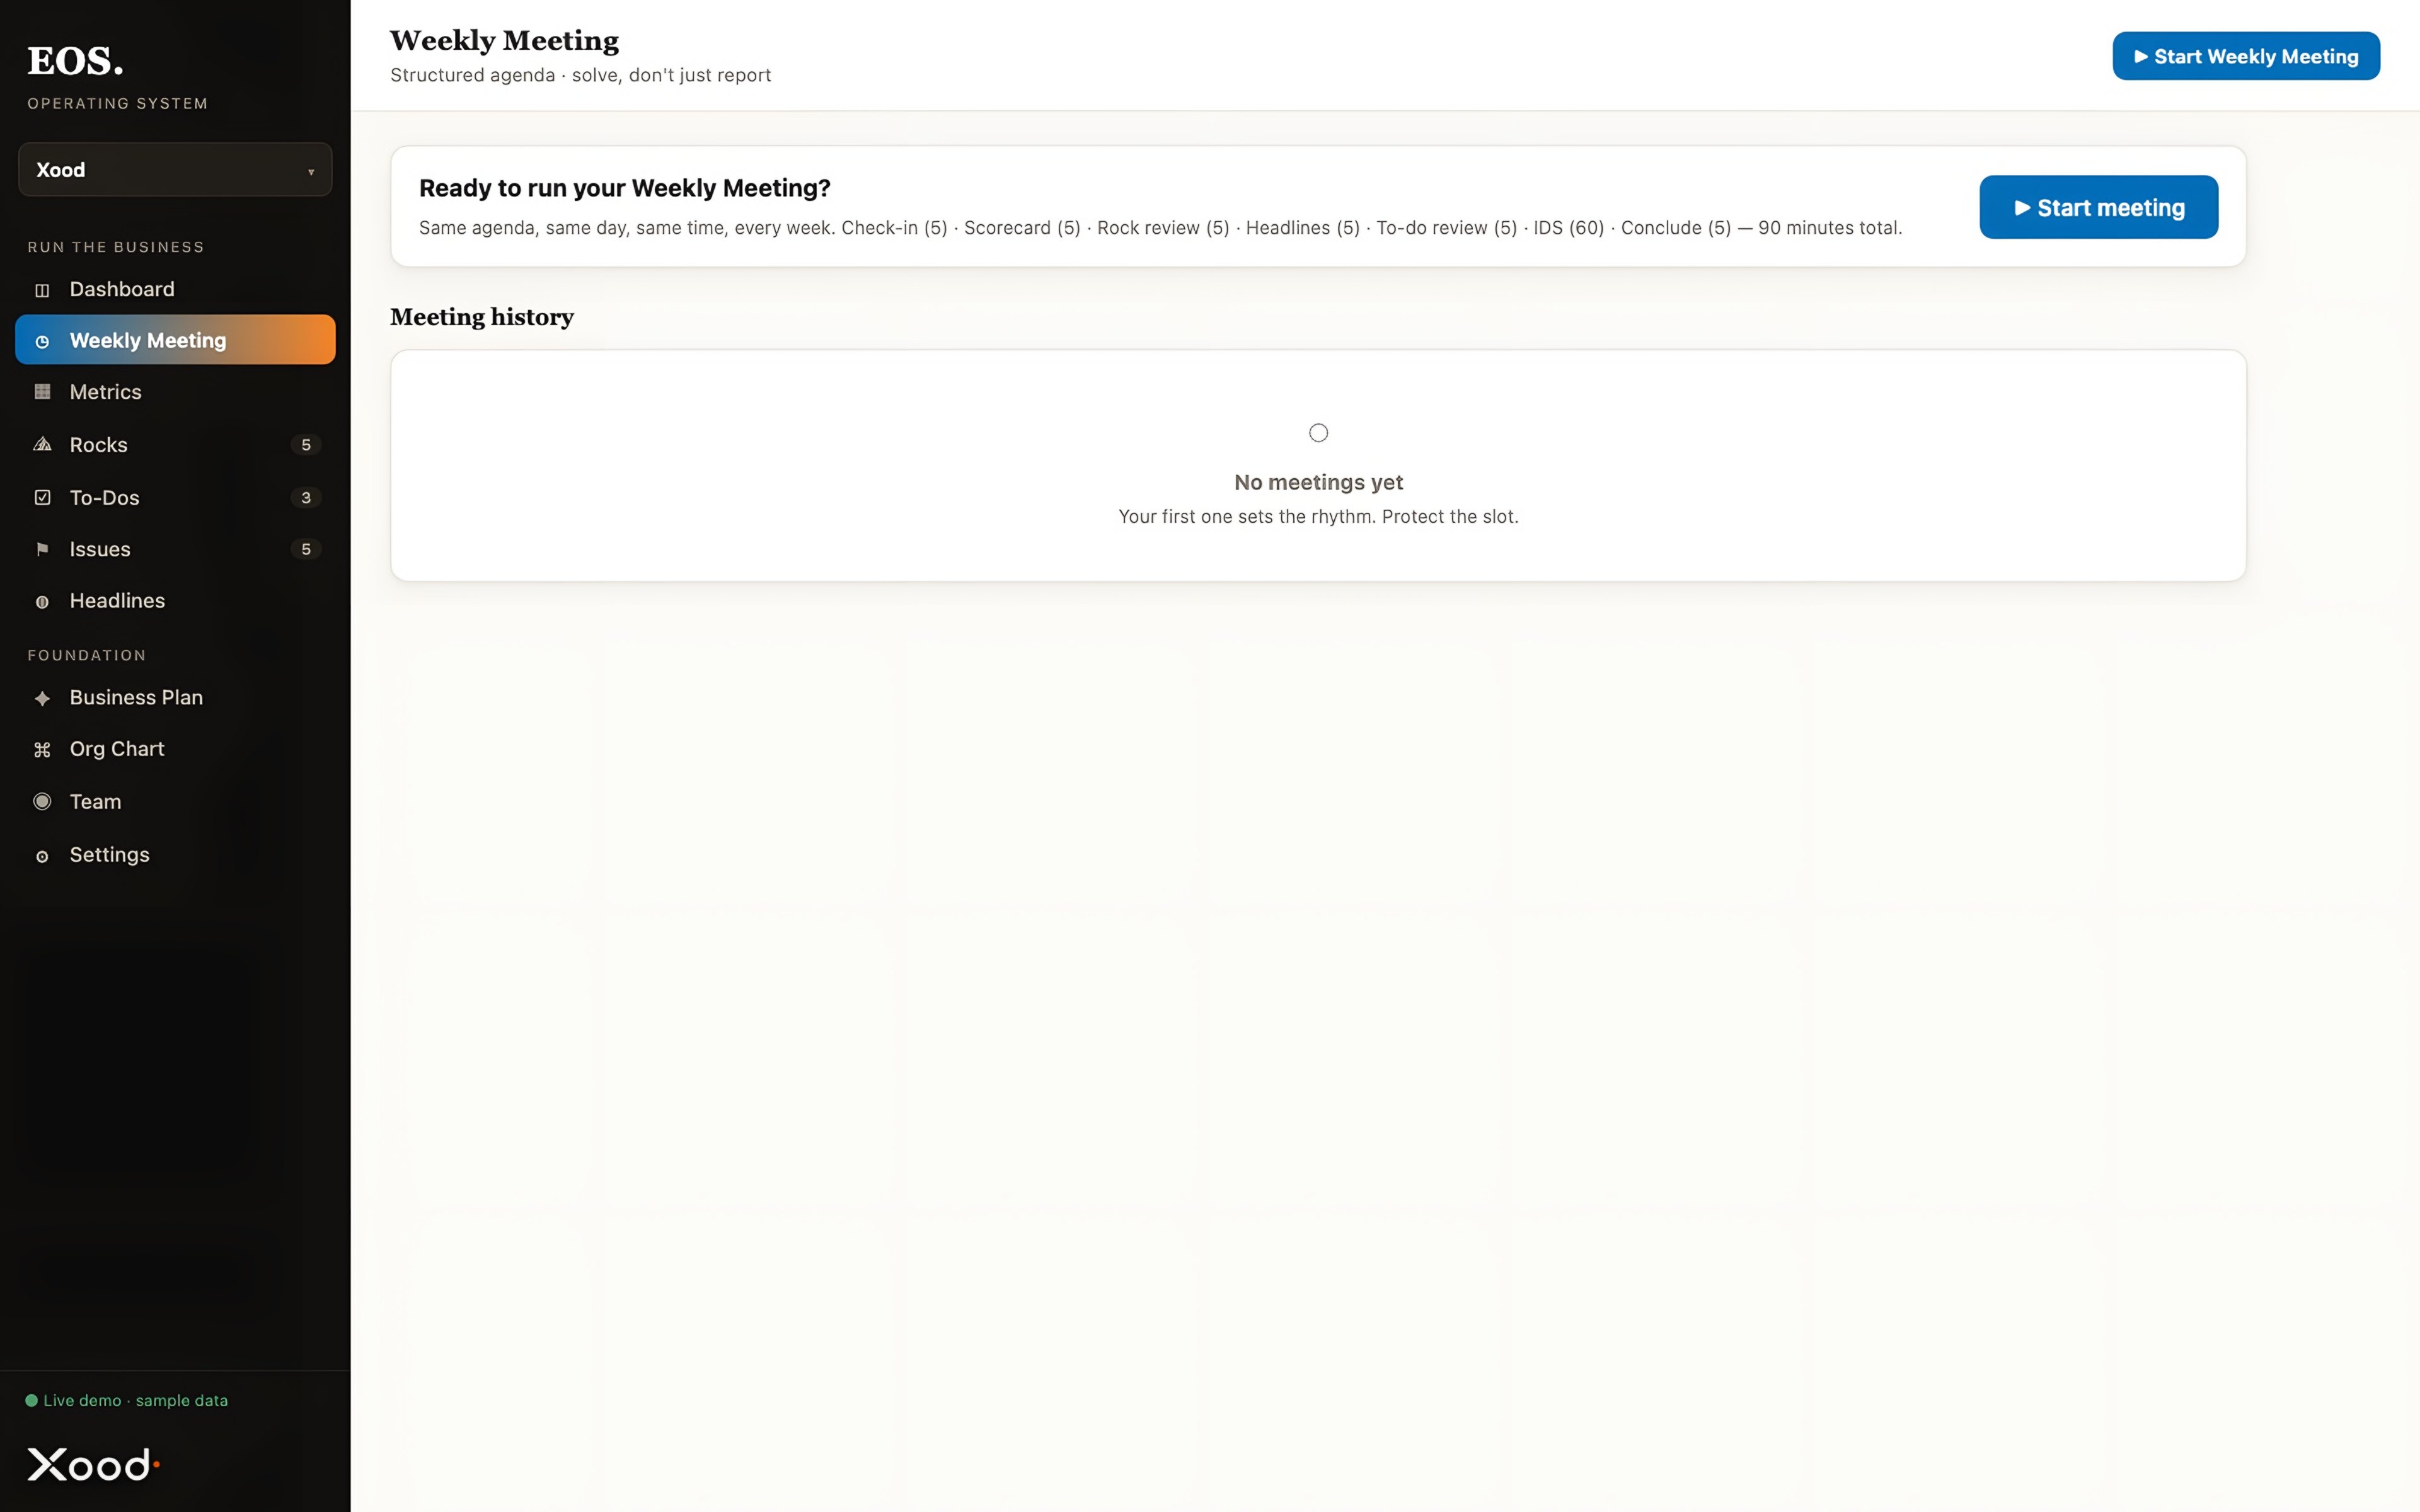 EOS.
OPERATING SYSTEM
Xood
RUN THE BUSINESS
Dashboard
Weekly Meeting
Metrics
Rocks 5
To-Dos 3
Issues 5
Headlines
FOUNDATION
Business Plan
Org Chart
Team
Settings
Live demo · sample data
Xood
Weekly Meeting
Structured agenda · solve, don't just report
▶ Start Weekly Meeting
Ready to run your Weekly Meeting?
Same agenda, same day, same time, every week. Check-in (5) · Scorecard (5) · Rock review (5) · Headlines (5) · To-do review (5) · IDS (60) · Conclude (5) — 90 minutes total.
▶ Start meeting
Meeting history
No meetings yet
Your first one sets the rhythm. Protect the slot.